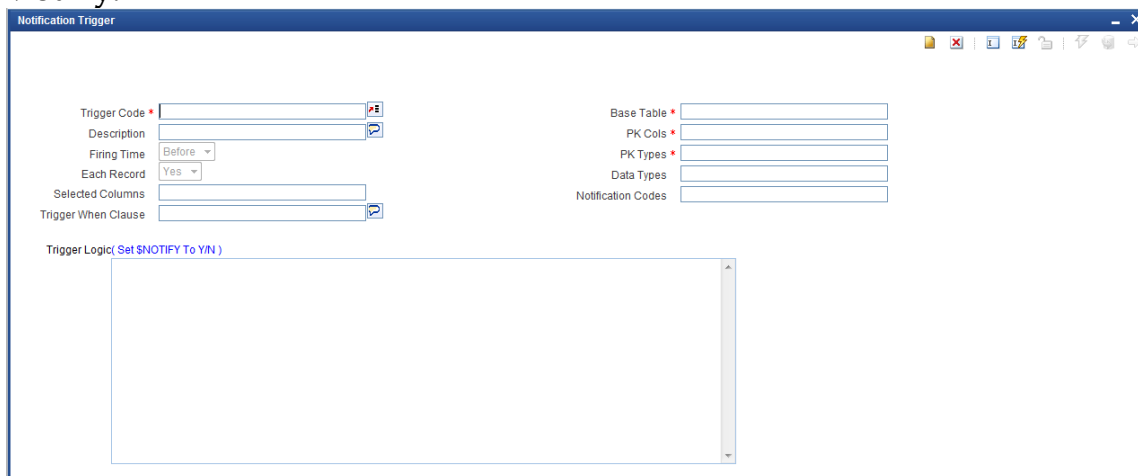 Notification Trigger
Trigger Code *
Description
Firing Time Before
Each Record Yes
Selected Columns
Trigger When Clause
Base Table *
PK Cols *
PK Types *
Data Types
Notification Codes
Trigger Logic( Set $NOTIFY To Y/N )